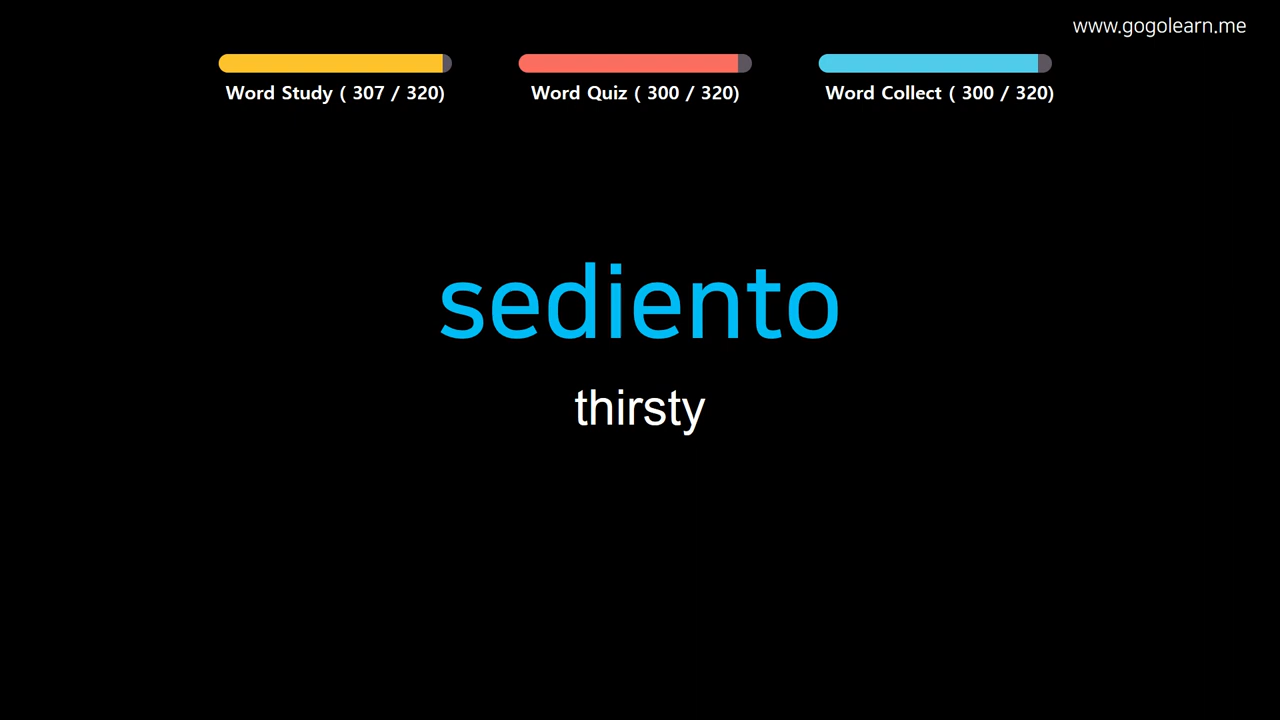 www.gogolearn.me
Word Study ( 307 / 320)
Word Quiz ( 300 / 320)
Word Collect ( 300 / 320)
sediento
thirsty